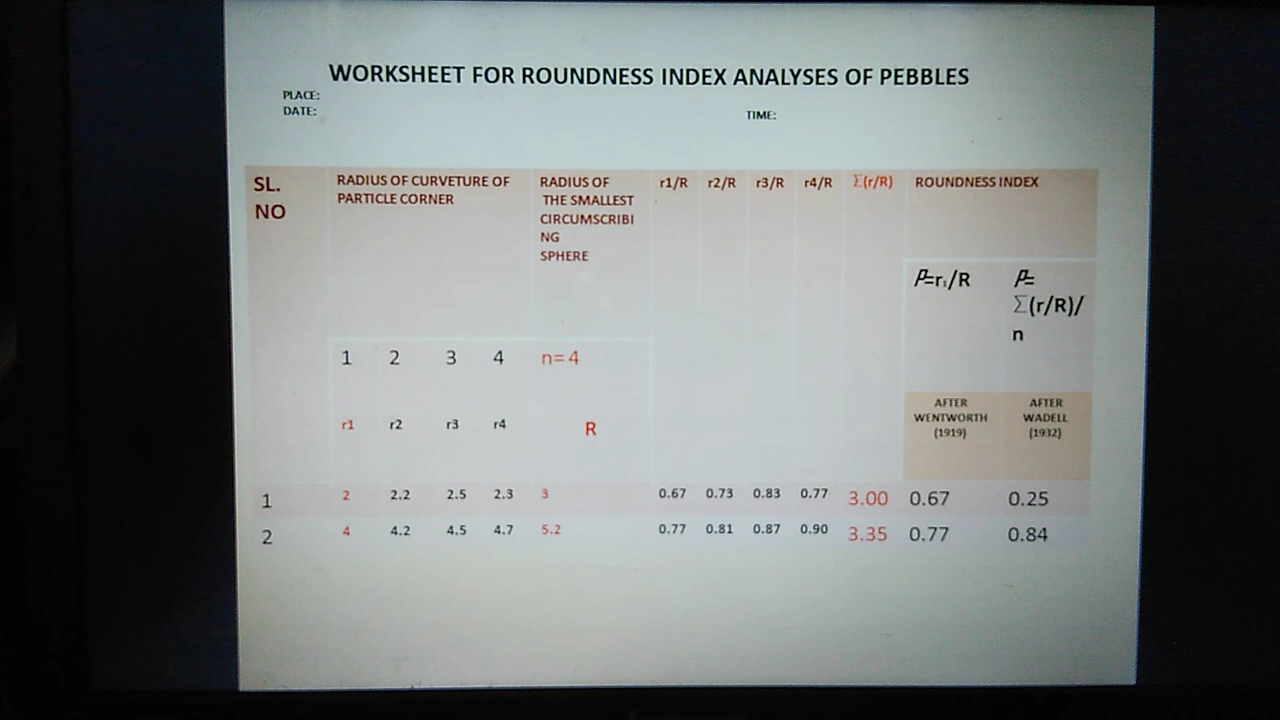 WORKSHEET FOR ROUNDNESS INDEX ANALYSES OF PEBBLES
PLACE:
DATE:
TIME:
SL. NO
RADIUS OF CURVETURE OF PARTICLE CORNER
RADIUS OF THE SMALLEST CIRCUMSCRIBI NG SPHERE
r1/R r2/R r3/R r4/R Σ(r/R) ROUNDNESS INDEX
P=r₁/R
P= Σ(r/R)/ n
1 2 3 4 n= 4
r1 r2 r3 r4 R
AFTER WENTWORTH (1919)
AFTER WADELL (1932)
1 2 2.2 2.5 2.3 3 0.67 0.73 0.83 0.77 3.00 0.67 0.25
2 4 4.2 4.5 4.7 5.2 0.77 0.81 0.87 0.90 3.35 0.77 0.84